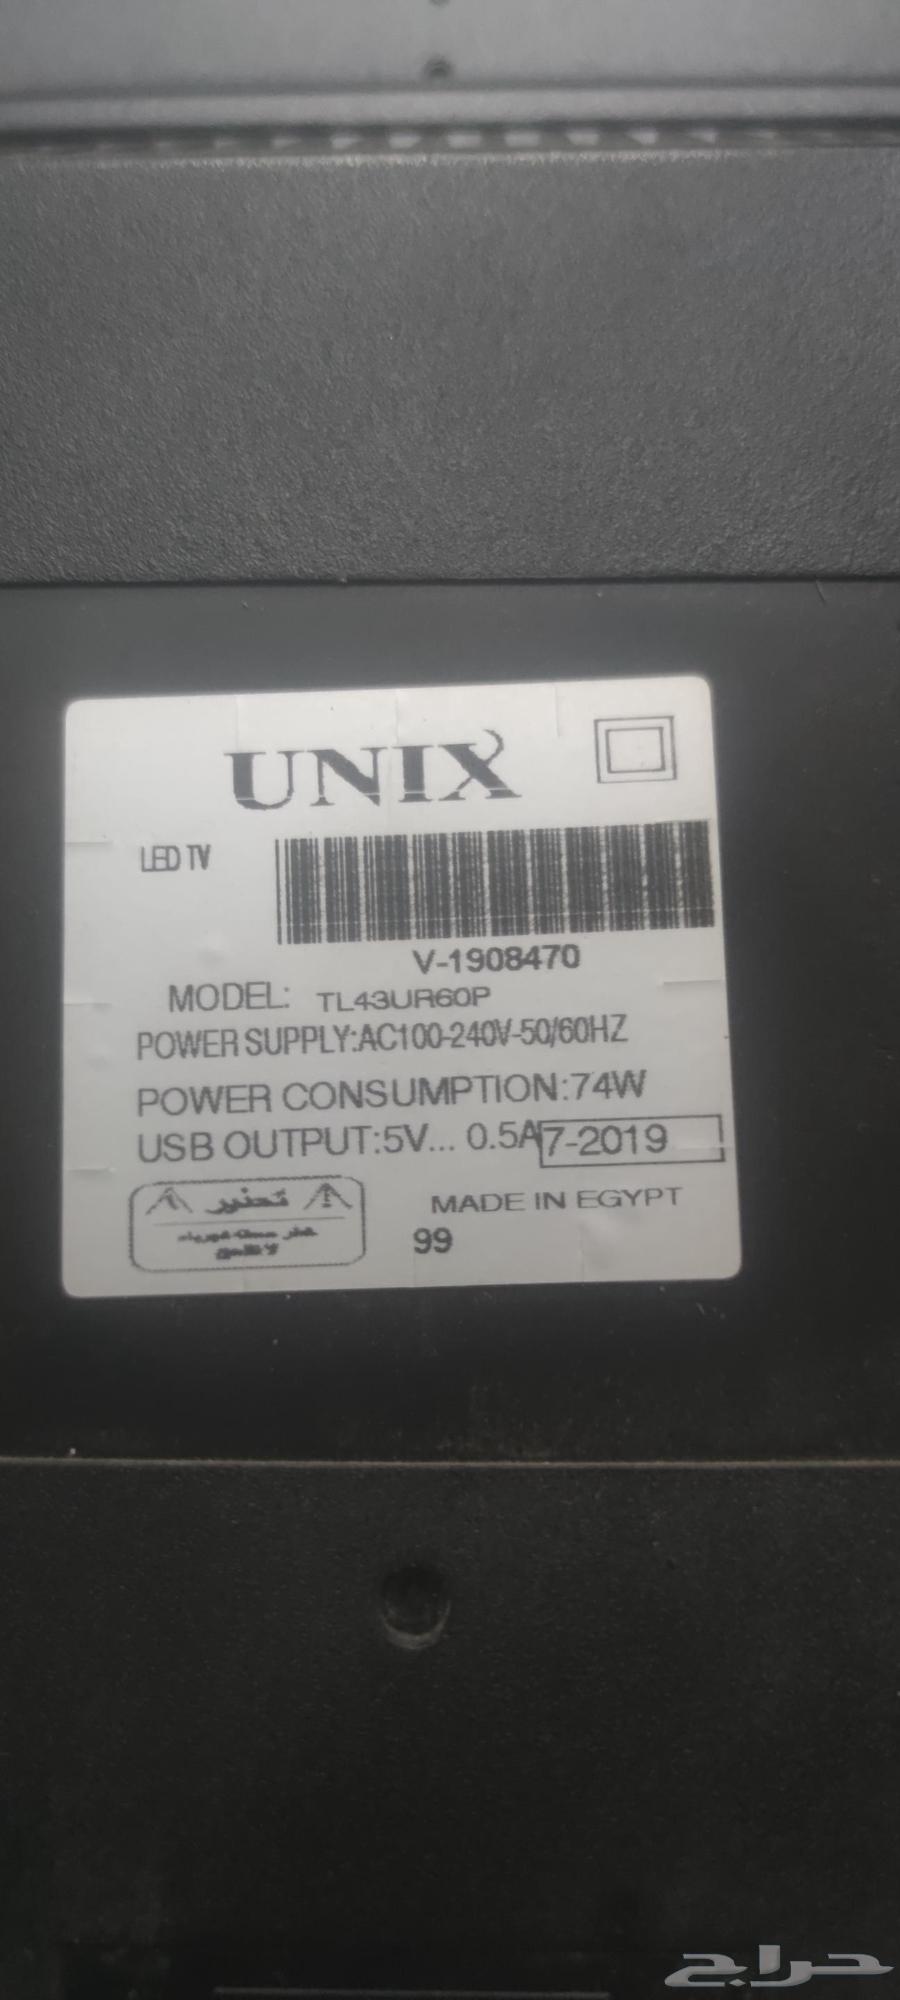 UNIX
LED TV
V-1908470
MODEL: TL43UR60P
POWER SUPPLY:AC100-240V-50/60HZ
POWER CONSUMPTION:74W
USB OUTPUT:5V... 0.5A 7-2019
تحذير
MADE IN EGYPT
99
حراج